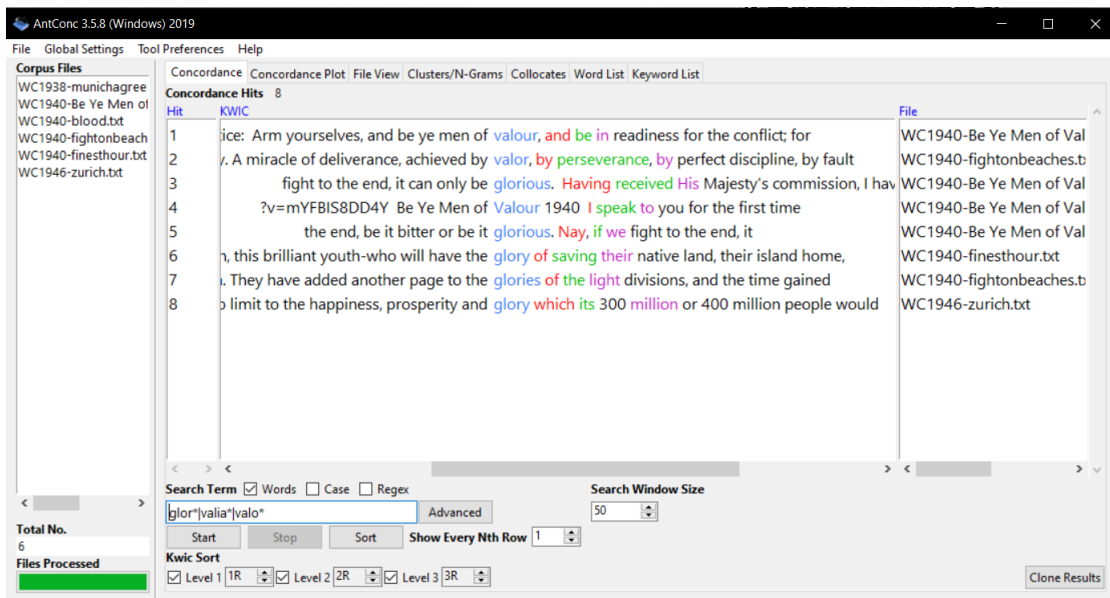 AntConc 3.5.8 (Windows) 2019
File Global Settings Tool Preferences Help
Corpus Files
WC1938-munichagree
WC1940-Be Ye Men of
WC1940-blood.txt
WC1940-fightonbeach
WC1940-finesthour.txt
WC1946-zurich.txt
Total No.
6
Files Processed
Concordance Concordance Plot File View Clusters/N-Grams Collocates Word List Keyword List
Concordance Hits 8
Hit KWIC File
1 ice: Arm yourselves, and be ye men of valour, and be in readiness for the conflict; for WC1940-Be Ye Men of Val
2 . A miracle of deliverance, achieved by valor, by perseverance, by perfect discipline, by fault WC1940-fightonbeaches.t
3 fight to the end, it can only be glorious. Having received His Majesty's commission, I hav WC1940-Be Ye Men of Val
4 ?v=mYFBIS8DD4Y Be Ye Men of Valour 1940 I speak to you for the first time WC1940-Be Ye Men of Val
5 the end, be it bitter or be it glorious. Nay, if we fight to the end, it WC1940-Be Ye Men of Val
6 , this brilliant youth-who will have the glory of saving their native land, their island home, WC1940-finesthour.txt
7 . They have added another page to the glories of the light divisions, and the time gained WC1940-fightonbeaches.t
8 limit to the happiness, prosperity and glory which its 300 million or 400 million people would WC1946-zurich.txt
Search Term Words Case Regex Search Window Size
glor*|valia*|valo* Advanced 50
Start Stop Sort Show Every Nth Row 1
Kwic Sort
Level 1 1R Level 2 2R Level 3 3R Clone Results